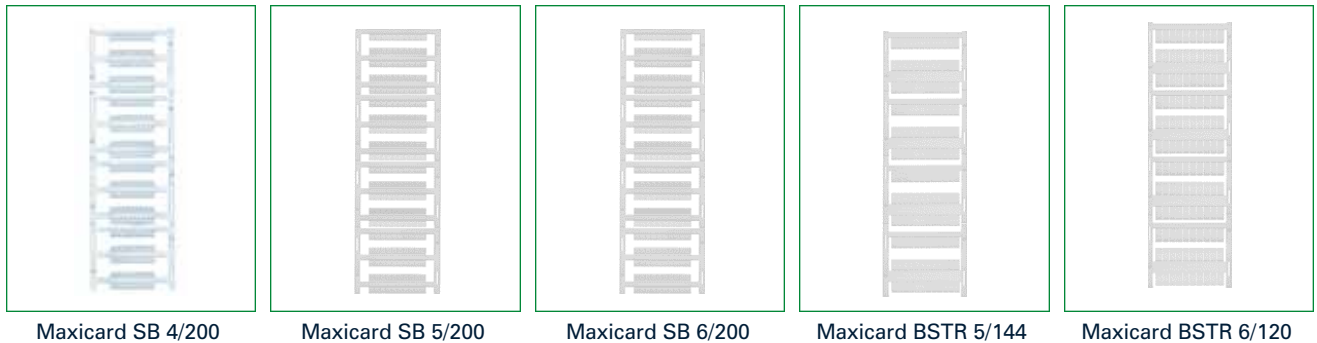 Maxicard SB 4/200
Maxicard SB 5/200
Maxicard SB 6/200
Maxicard BSTR 5/144
Maxicard BSTR 6/120